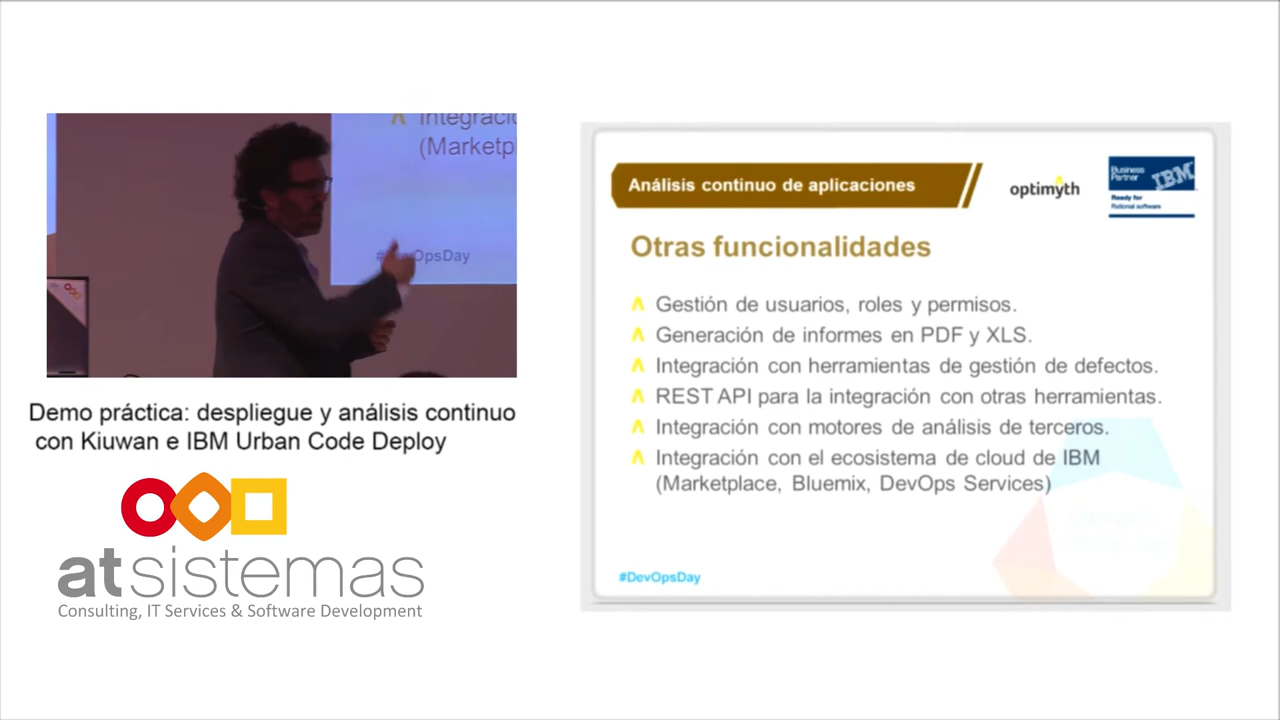 Integració
(Marketp
#DevOpsDay
Demo práctica: despliegue y análisis continuo
con Kiuwan e IBM Urban Code Deploy
atsistemas
Consulting, IT Services & Software Development
Análisis continuo de aplicaciones
optimyth
Business
Partner
IBM
Ready for
Rational software
Otras funcionalidades
Gestión de usuarios, roles y permisos.
Generación de informes en PDF y XLS.
Integración con herramientas de gestión de defectos.
REST API para la integración con otras herramientas.
Integración con motores de análisis de terceros.
Integración con el ecosistema de cloud de IBM
(Marketplace, Bluemix, DevOps Services)
#DevOpsDay